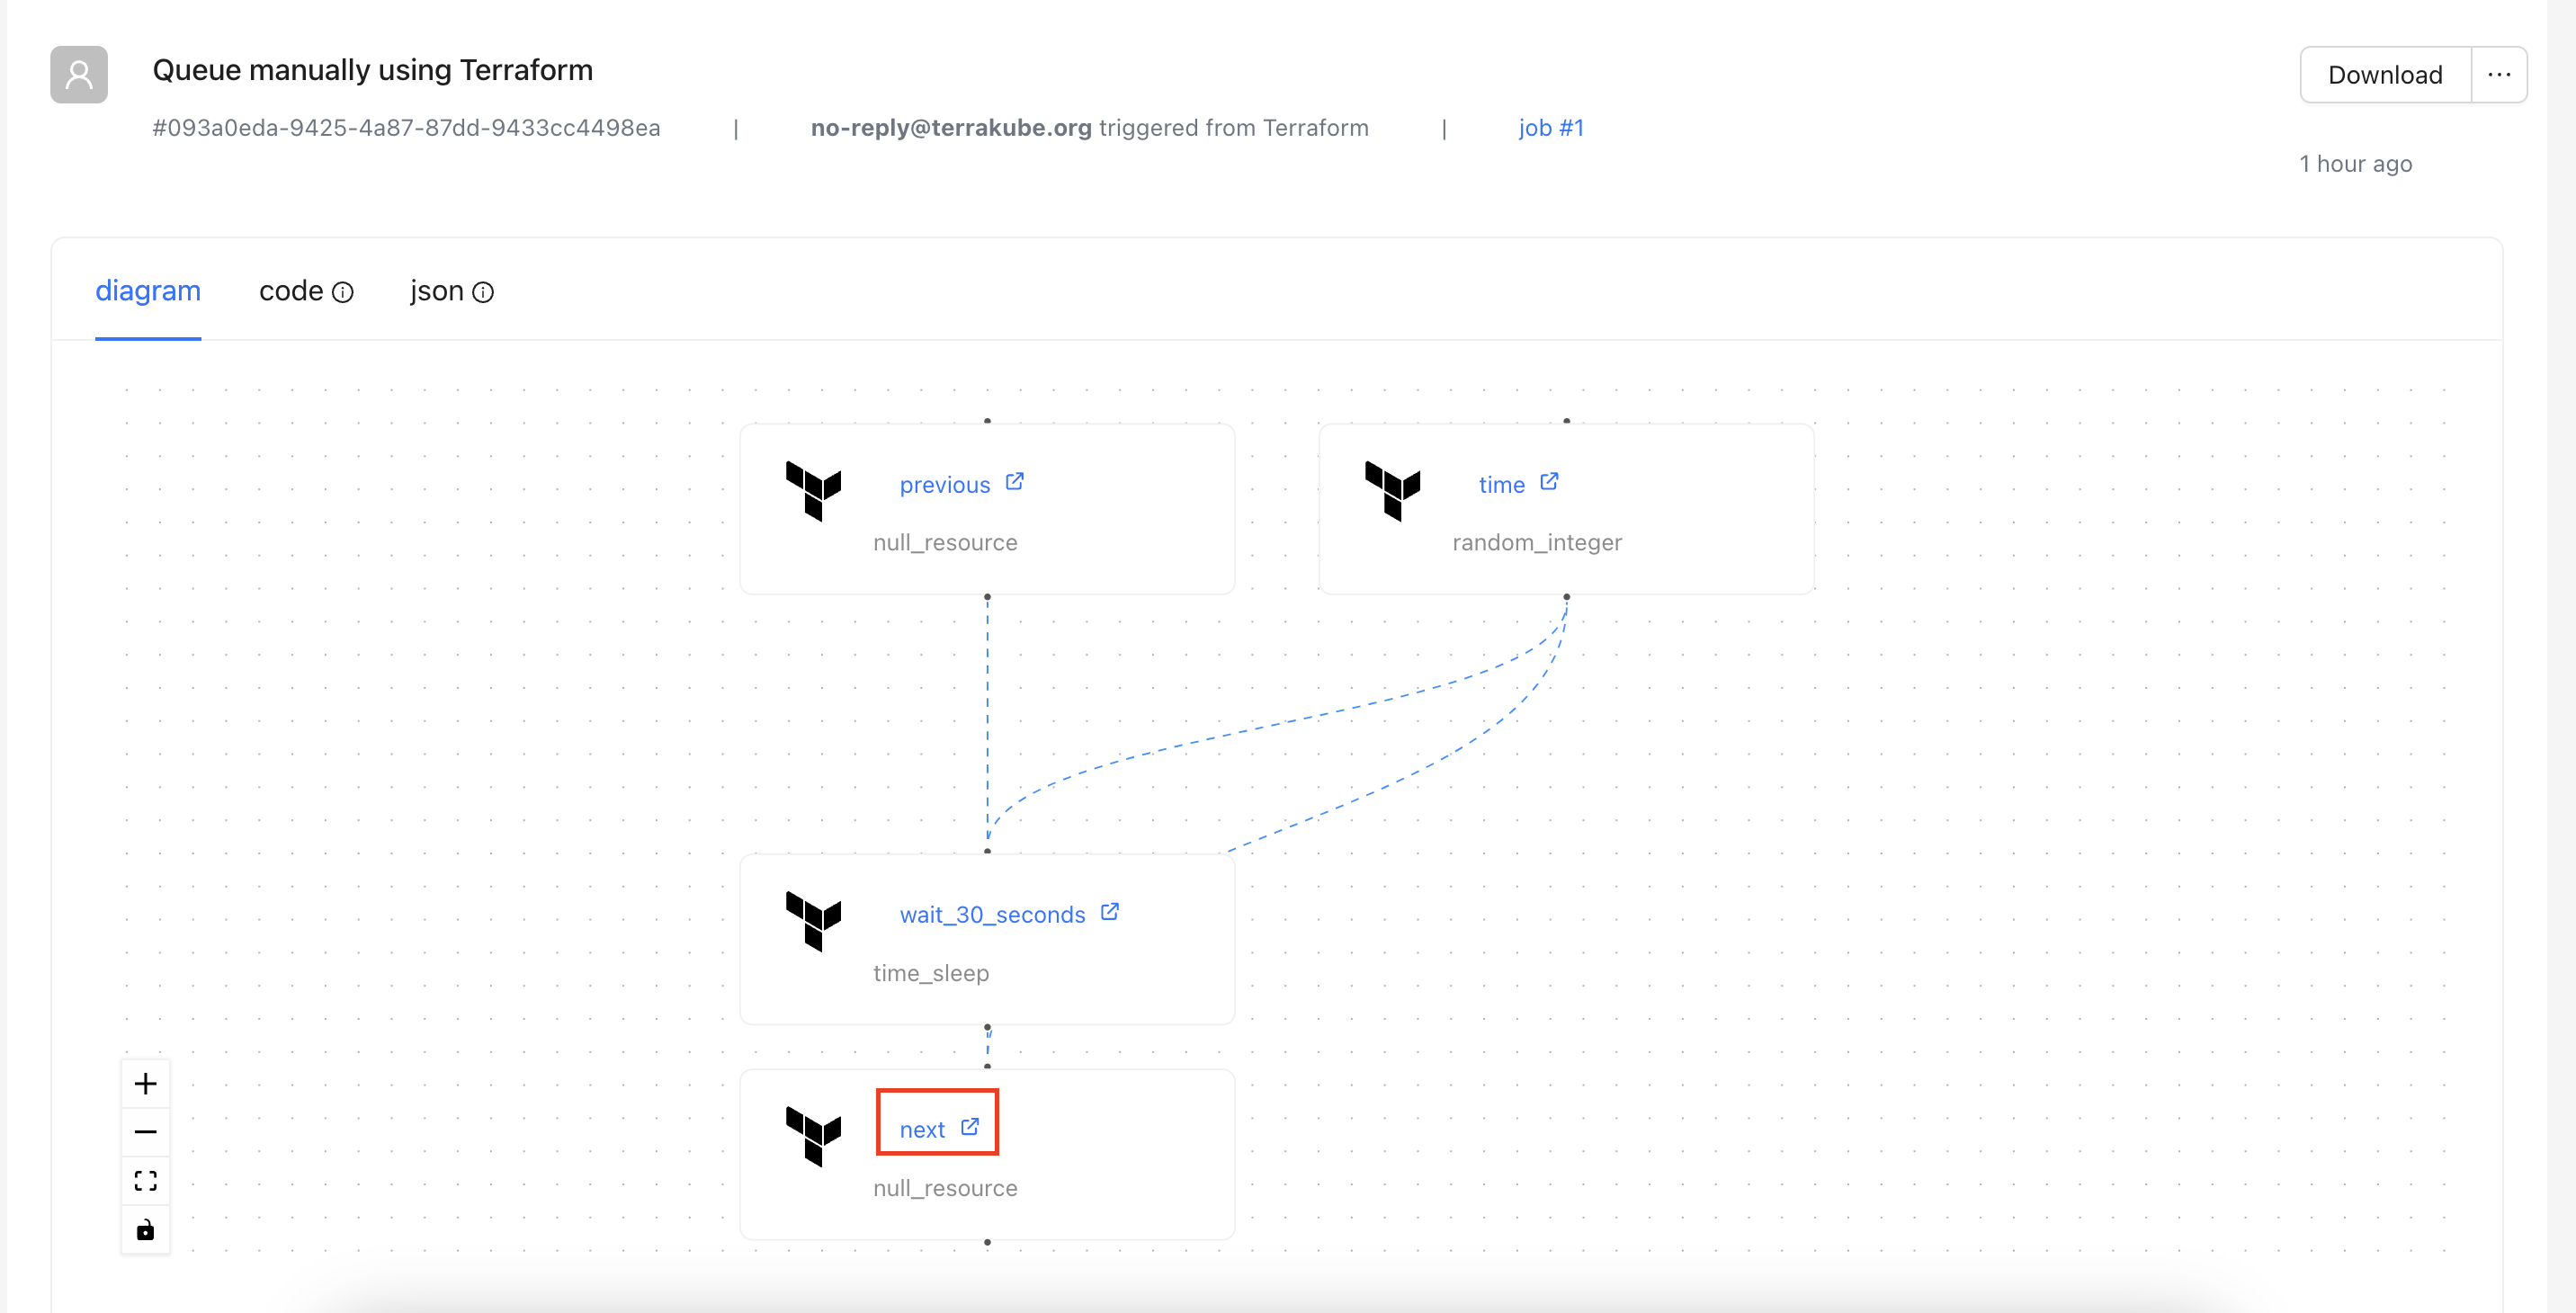 Queue manually using Terraform
Download
#093a0eda-9425-4a87-87dd-9433cc4498ea | no-reply@terrakube.org triggered from Terraform | job #1
1 hour ago
diagram code json
previous
null_resource
time
random_integer
wait_30_seconds
time_sleep
next
null_resource